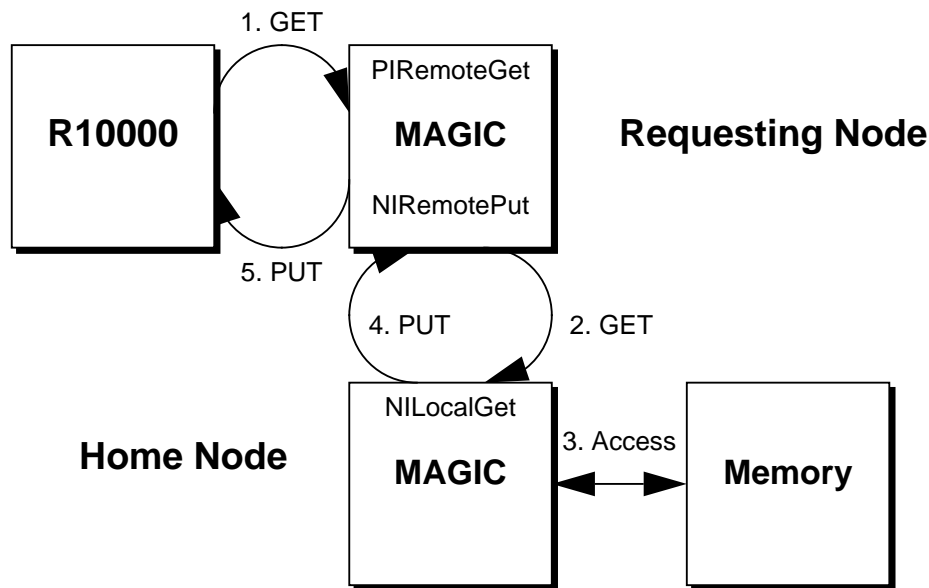 1. GET
PIRemoteGet
R10000
MAGIC
Requesting Node
NIRemotePut
5. PUT
4. PUT
2. GET
NILocalGet
3. Access
Home Node
MAGIC
Memory